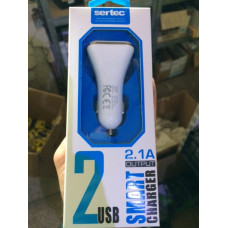 sertec
2.1A
OUTPUT
2
USB
SMART
CHARGER